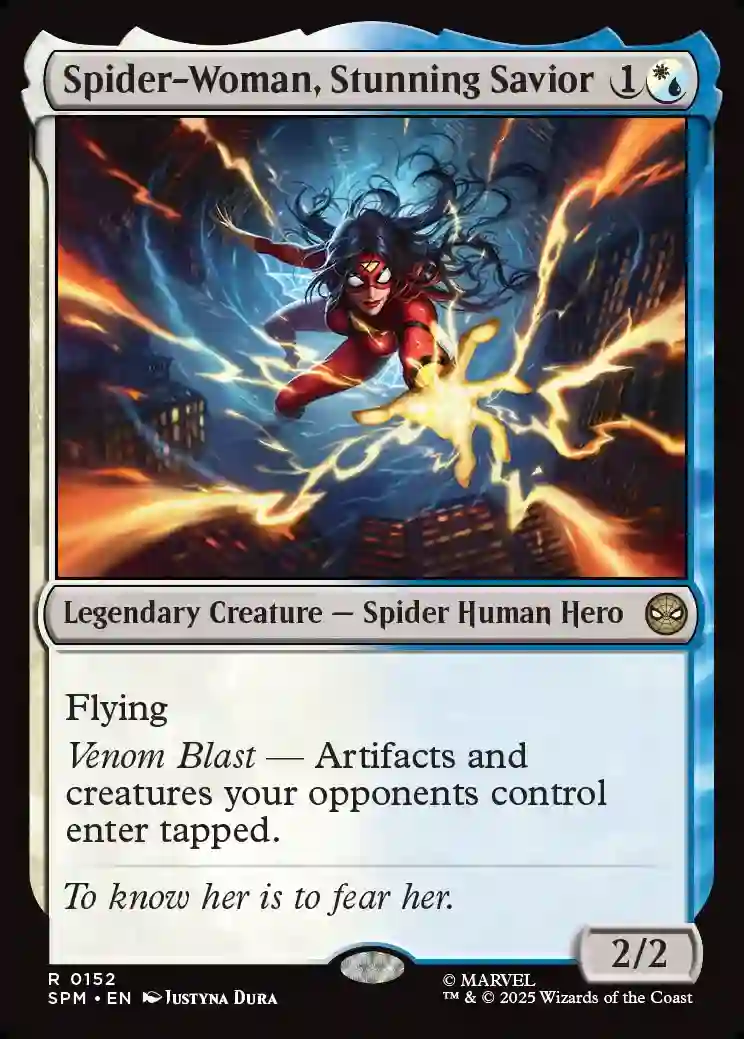 Spider-Woman, Stunning Savior 1
Legendary Creature — Spider Human Hero
Flying
Venom Blast — Artifacts and
creatures your opponents control
enter tapped.
To know her is to fear her.
2/2
R 0152
SPM • EN Justyna Dura
© MARVEL
™ & © 2025 Wizards of the Coast